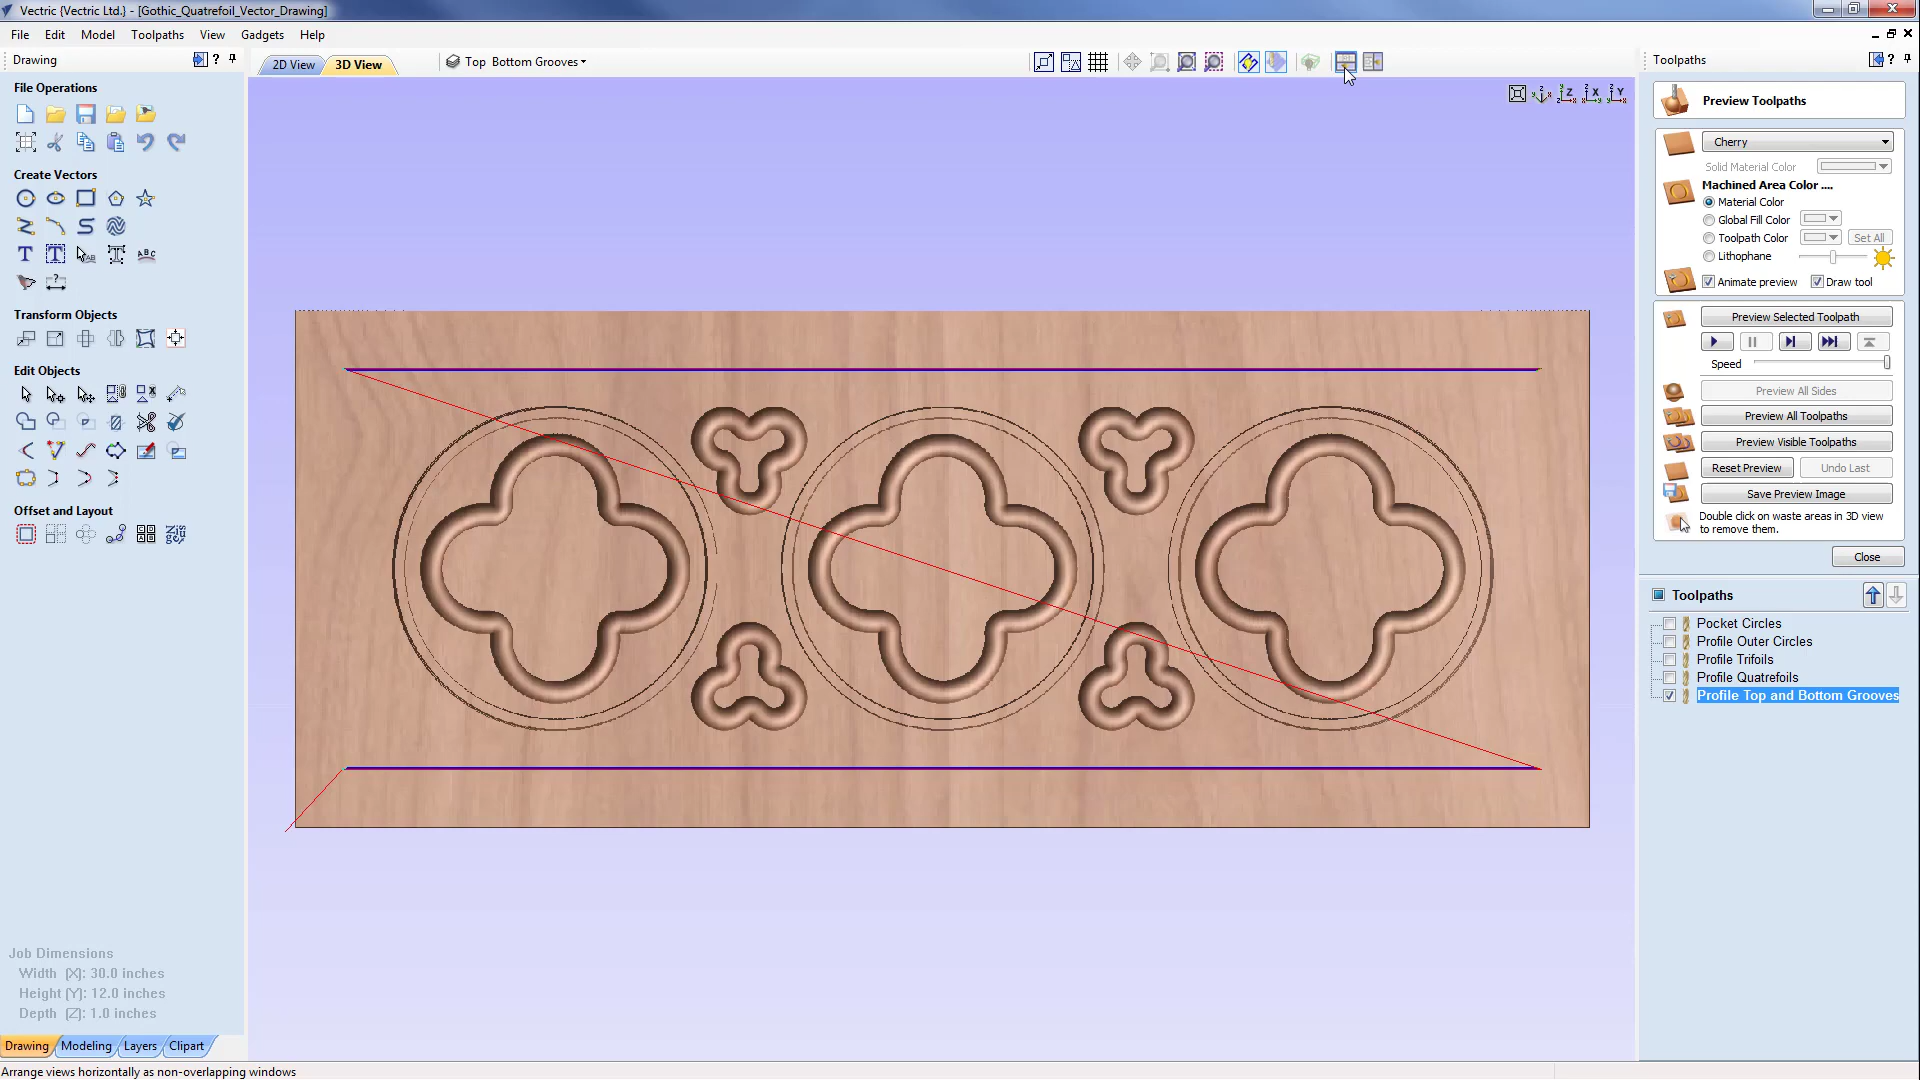 Vectric {Vectric Ltd.} - [Gothic_Quatrefoil_Vector_Drawing]
File Edit Model Toolpaths View Gadgets Help
Drawing
2D View
3D View
Top Bottom Grooves
Toolpaths
File Operations
Create Vectors
Transform Objects
Edit Objects
Offset and Layout
Job Dimensions
Width (X): 30.0 inches
Height (Y): 12.0 inches
Depth (Z): 1.0 inches
Drawing Modeling Layers Clipart
Arrange views horizontally as non-overlapping windows
Preview Toolpaths
Cherry
Solid Material Color
Machined Area Color ....
Material Color
Global Fill Color
Toolpath Color
Set All
Lithophane
Animate preview
Draw tool
Preview Selected Toolpath
Speed
Preview All Sides
Preview All Toolpaths
Preview Visible Toolpaths
Reset Preview
Undo Last
Save Preview Image
Double click on waste areas in 3D view
to remove them.
Close
Toolpaths
Pocket Circles
Profile Outer Circles
Profile Trifoils
Profile Quatrefoils
Profile Top and Bottom Grooves